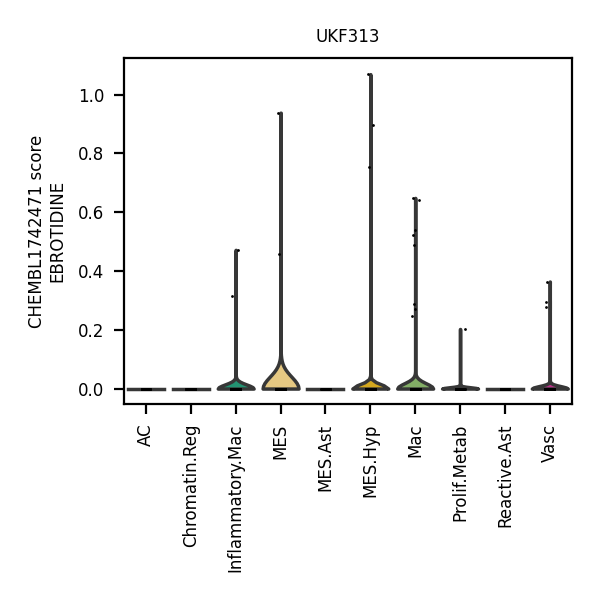 UKF313
CHEMBL1742471 score
EBROTIDINE
1.0
0.8
0.6
0.4
0.2
0.0
AC
Chromatin.Reg
Inflammatory.Mac
MES
MES.Ast
MES.Hyp
Mac
Prolif.Metab
Reactive.Ast
Vasc